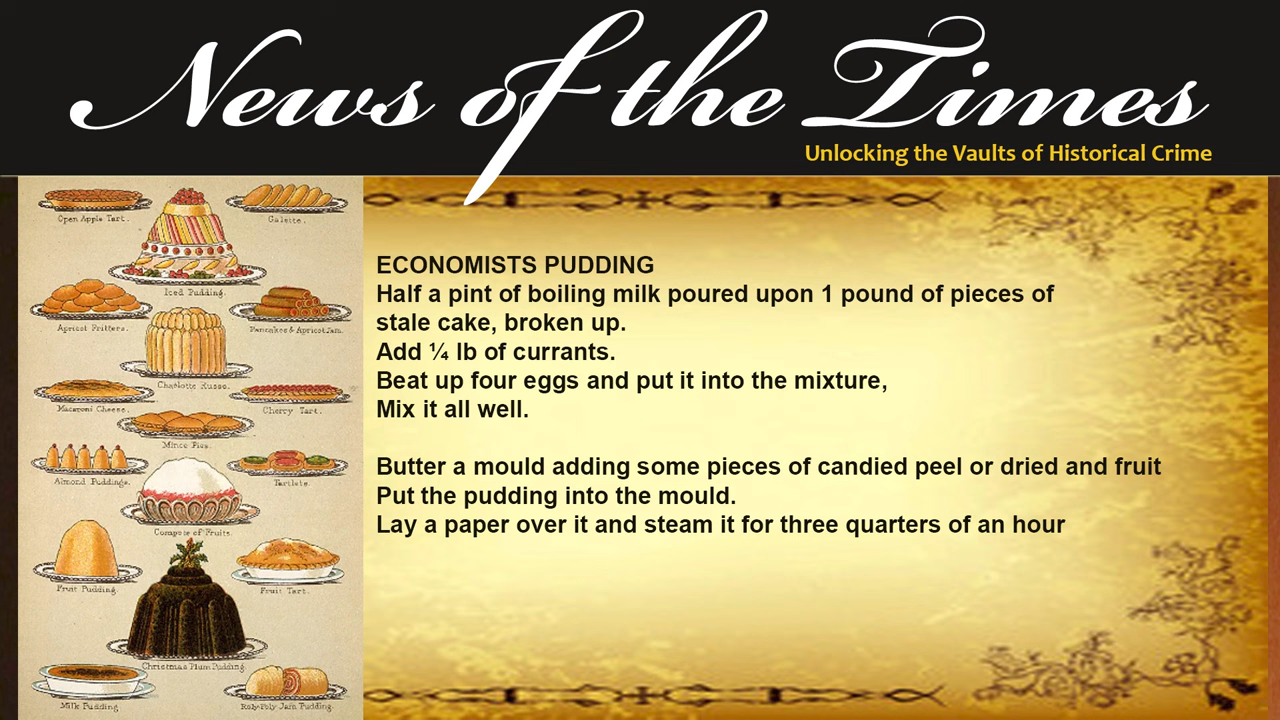 News of the Times
Unlocking the Vaults of Historical Crime
Open Apple Tart.
Galette.
Iced Pudding.
Apricot Fritters.
Pancakes & Apricot Jam.
Charlotte Russe.
Macaroni Cheese.
Cherry Tart.
Mince Pies.
Almond Puddings.
Tartlets.
Compote of Fruits.
Fruit Pudding.
Fruit Tart.
Christmas Plum Pudding.
Milk Pudding
Roly-Poly Jam Pudding.
ECONOMISTS PUDDING
Half a pint of boiling milk poured upon 1 pound of pieces of
stale cake, broken up.
Add ¼ lb of currants.
Beat up four eggs and put it into the mixture,
Mix it all well.
Butter a mould adding some pieces of candied peel or dried and fruit
Put the pudding into the mould.
Lay a paper over it and steam it for three quarters of an hour